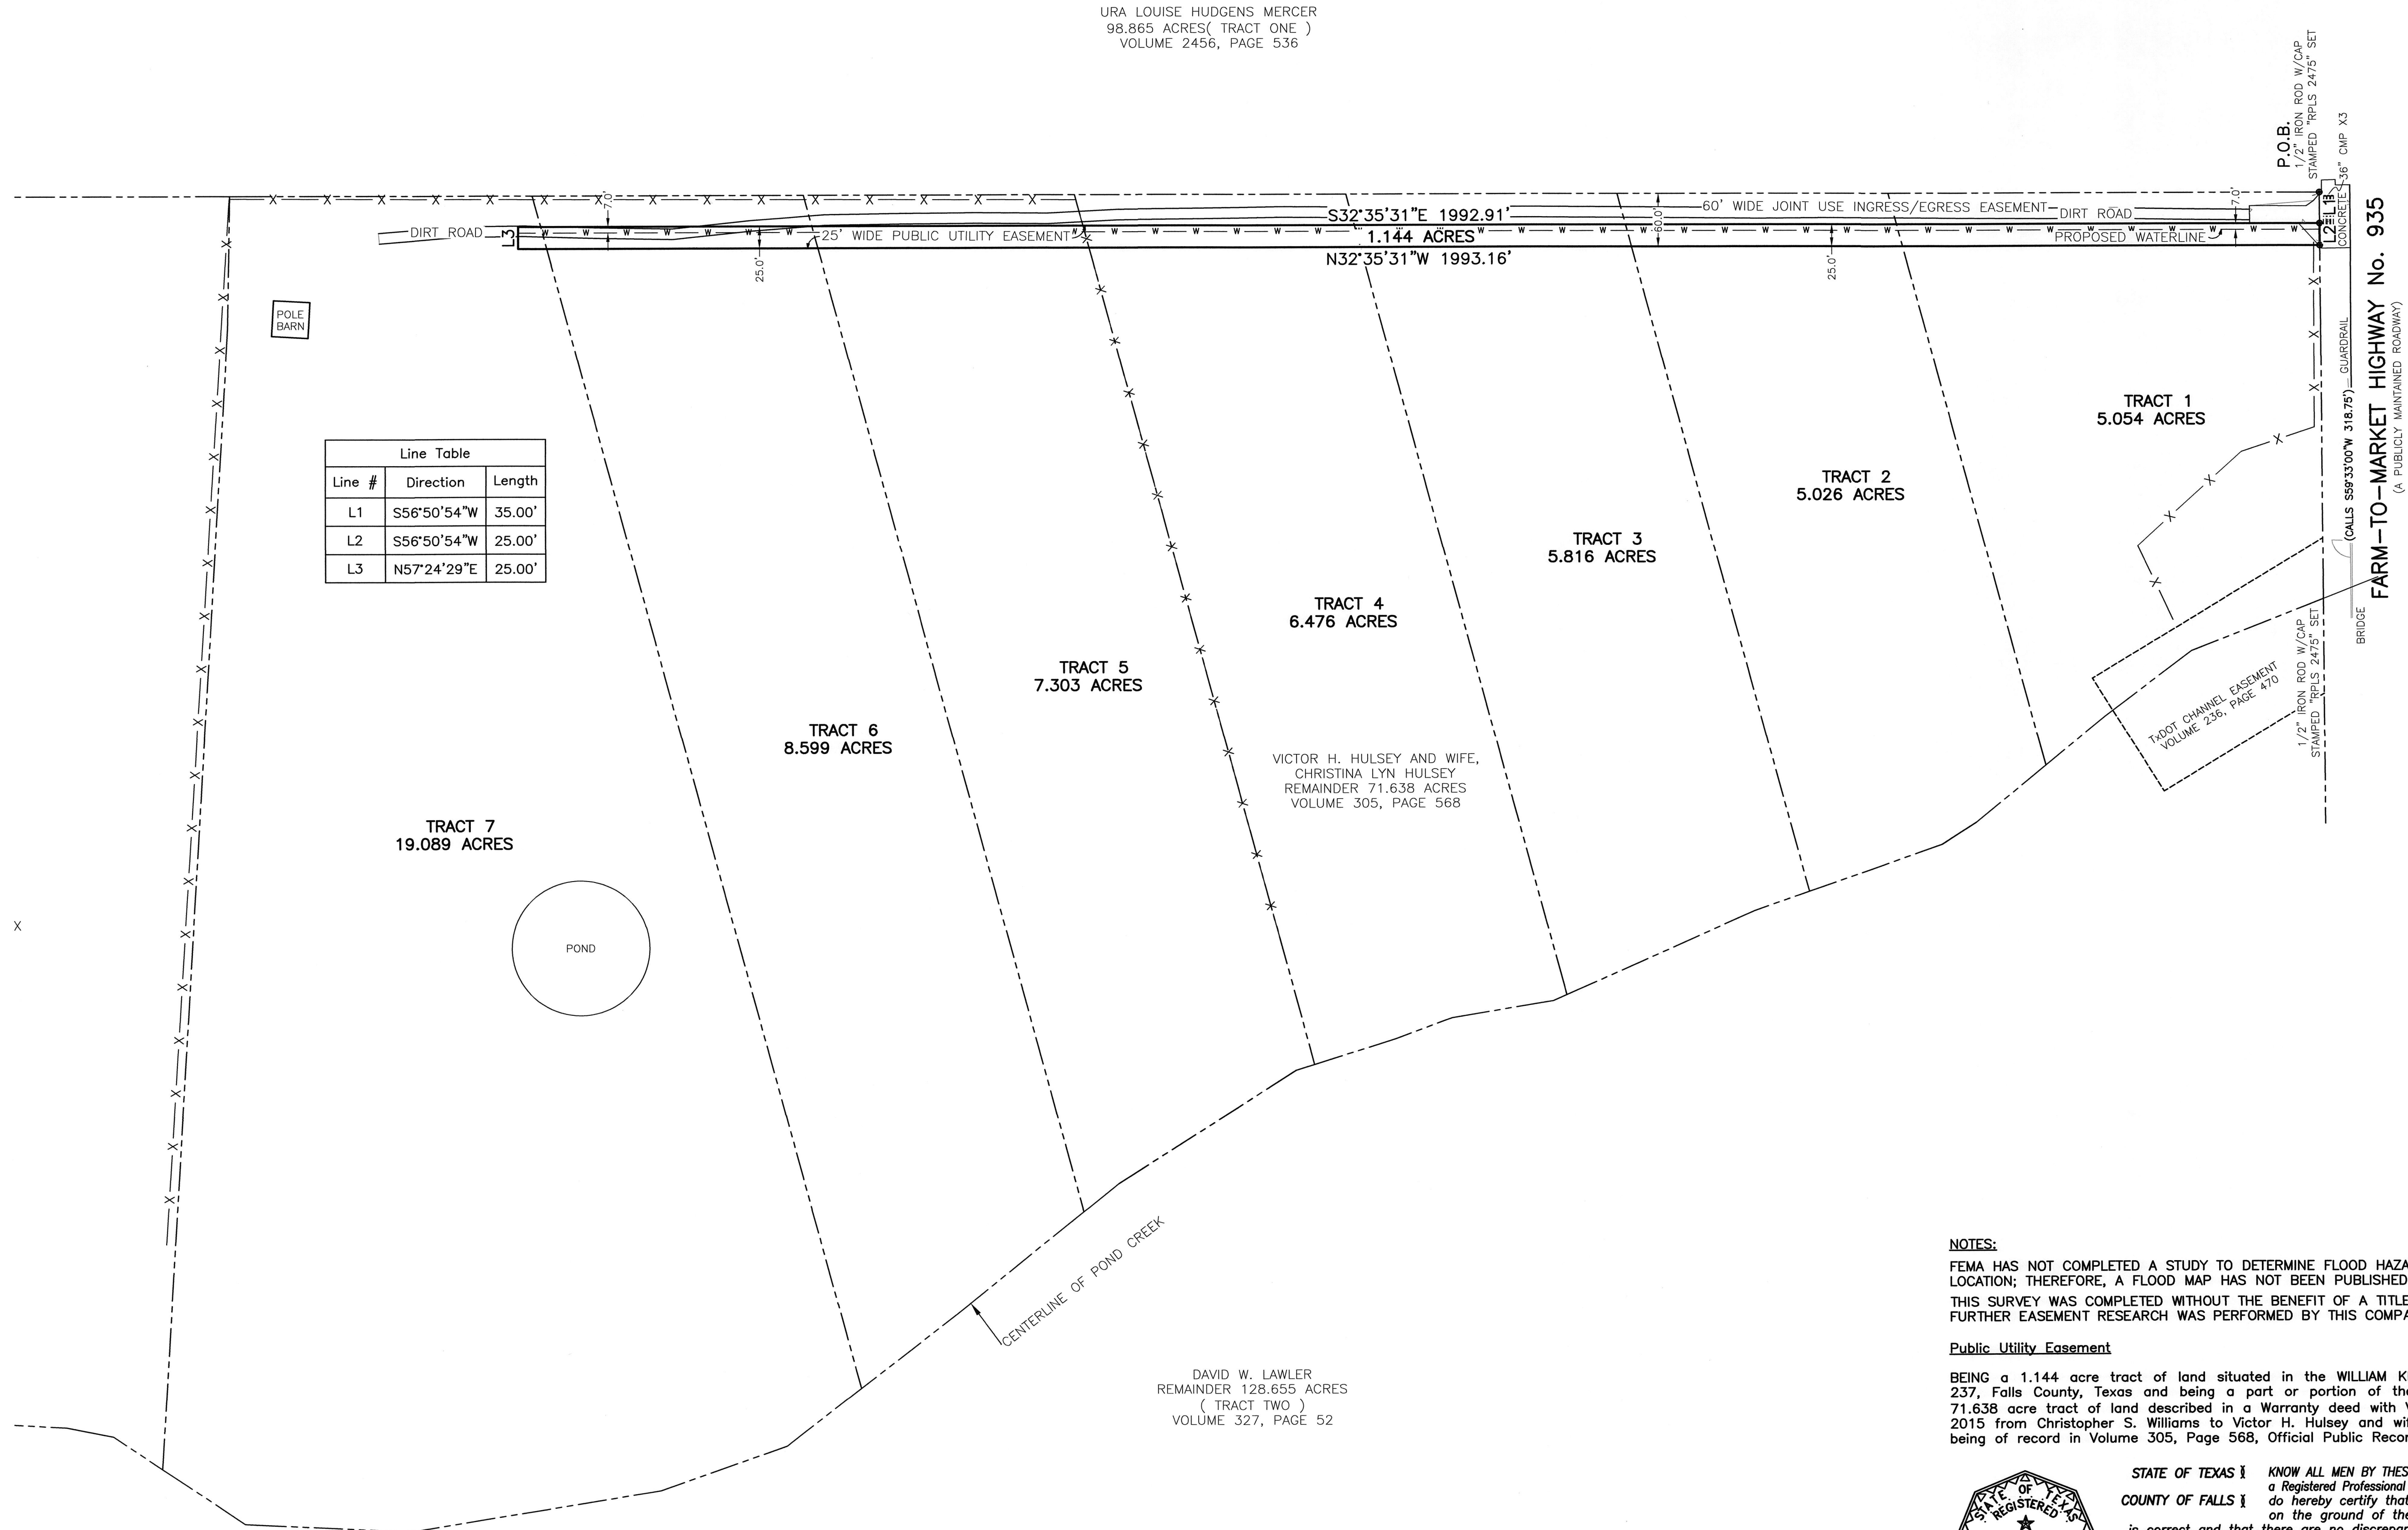 URA LOUISE HUDGENS MERCER
98.865 ACRES( TRACT ONE )
VOLUME 2456, PAGE 536
P.O.B.
1/2" IRON ROD W/CAP
STAMPED "RPLS 2475" SET
36" CMP X3
CONCRETE
L1
L2
7.0'
7.0'
S32°35'31"E 1992.91'
60' WIDE JOINT USE INGRESS/EGRESS EASEMENT
DIRT ROAD
DIRT ROAD
L3
25' WIDE PUBLIC UTILITY EASEMENT
1.144 ACRES
60.0'
PROPOSED WATERLINE
N32°35'31"W 1993.16'
25.0'
25.0'
POLE
BARN
FARM-TO-MARKET HIGHWAY No. 935
(A PUBLICLY MAINTAINED ROADWAY)
GUARDRAIL
(CALLS S59°33'00"W 318.75')
BRIDGE
TRACT 1
5.054 ACRES
TRACT 2
5.026 ACRES
TRACT 3
5.816 ACRES
TRACT 4
6.476 ACRES
TRACT 5
7.303 ACRES
TRACT 6
8.599 ACRES
TRACT 7
19.089 ACRES
Line Table
Line # Direction Length
L1 S56°50'54"W 35.00'
L2 S56°50'54"W 25.00'
L3 N57°24'29"E 25.00'
1/2" IRON ROD W/CAP
STAMPED "RPLS 2475" SET
TxDOT CHANNEL EASEMENT
VOLUME 236, PAGE 470
VICTOR H. HULSEY AND WIFE,
CHRISTINA LYN HULSEY
REMAINDER 71.638 ACRES
VOLUME 305, PAGE 568
POND
CENTERLINE OF POND CREEK
DAVID W. LAWLER
REMAINDER 128.655 ACRES
( TRACT TWO )
VOLUME 327, PAGE 52
NOTES:
FEMA HAS NOT COMPLETED A STUDY TO DETERMINE FLOOD HAZA
LOCATION; THEREFORE, A FLOOD MAP HAS NOT BEEN PUBLISHED
THIS SURVEY WAS COMPLETED WITHOUT THE BENEFIT OF A TITLE
FURTHER EASEMENT RESEARCH WAS PERFORMED BY THIS COMPA
Public Utility Easement
BEING a 1.144 acre tract of land situated in the WILLIAM K
237, Falls County, Texas and being a part or portion of the
71.638 acre tract of land described in a Warranty deed with V
2015 from Christopher S. Williams to Victor H. Hulsey and wif
being of record in Volume 305, Page 568, Official Public Recor
STATE OF TEXAS
COUNTY OF FALLS
KNOW ALL MEN BY THES
a Registered Professional
do hereby certify that
on the ground of th
is correct and that there are no discrepan
STATE OF TEXAS
REGISTERED